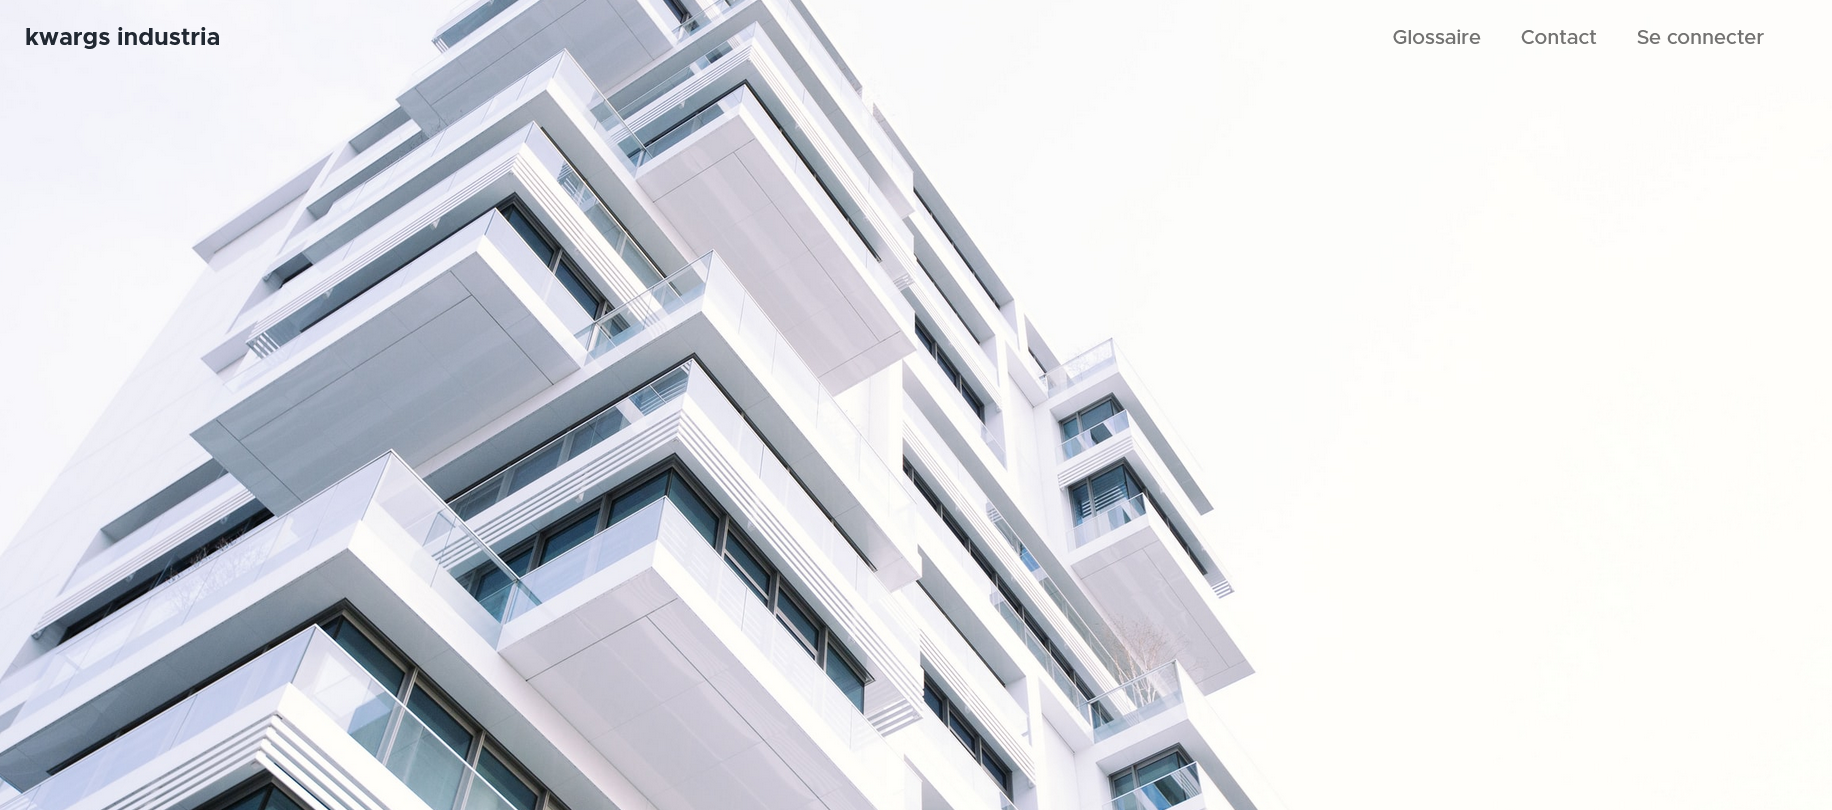 kwargs industria
Glossaire
Contact
Se connecter